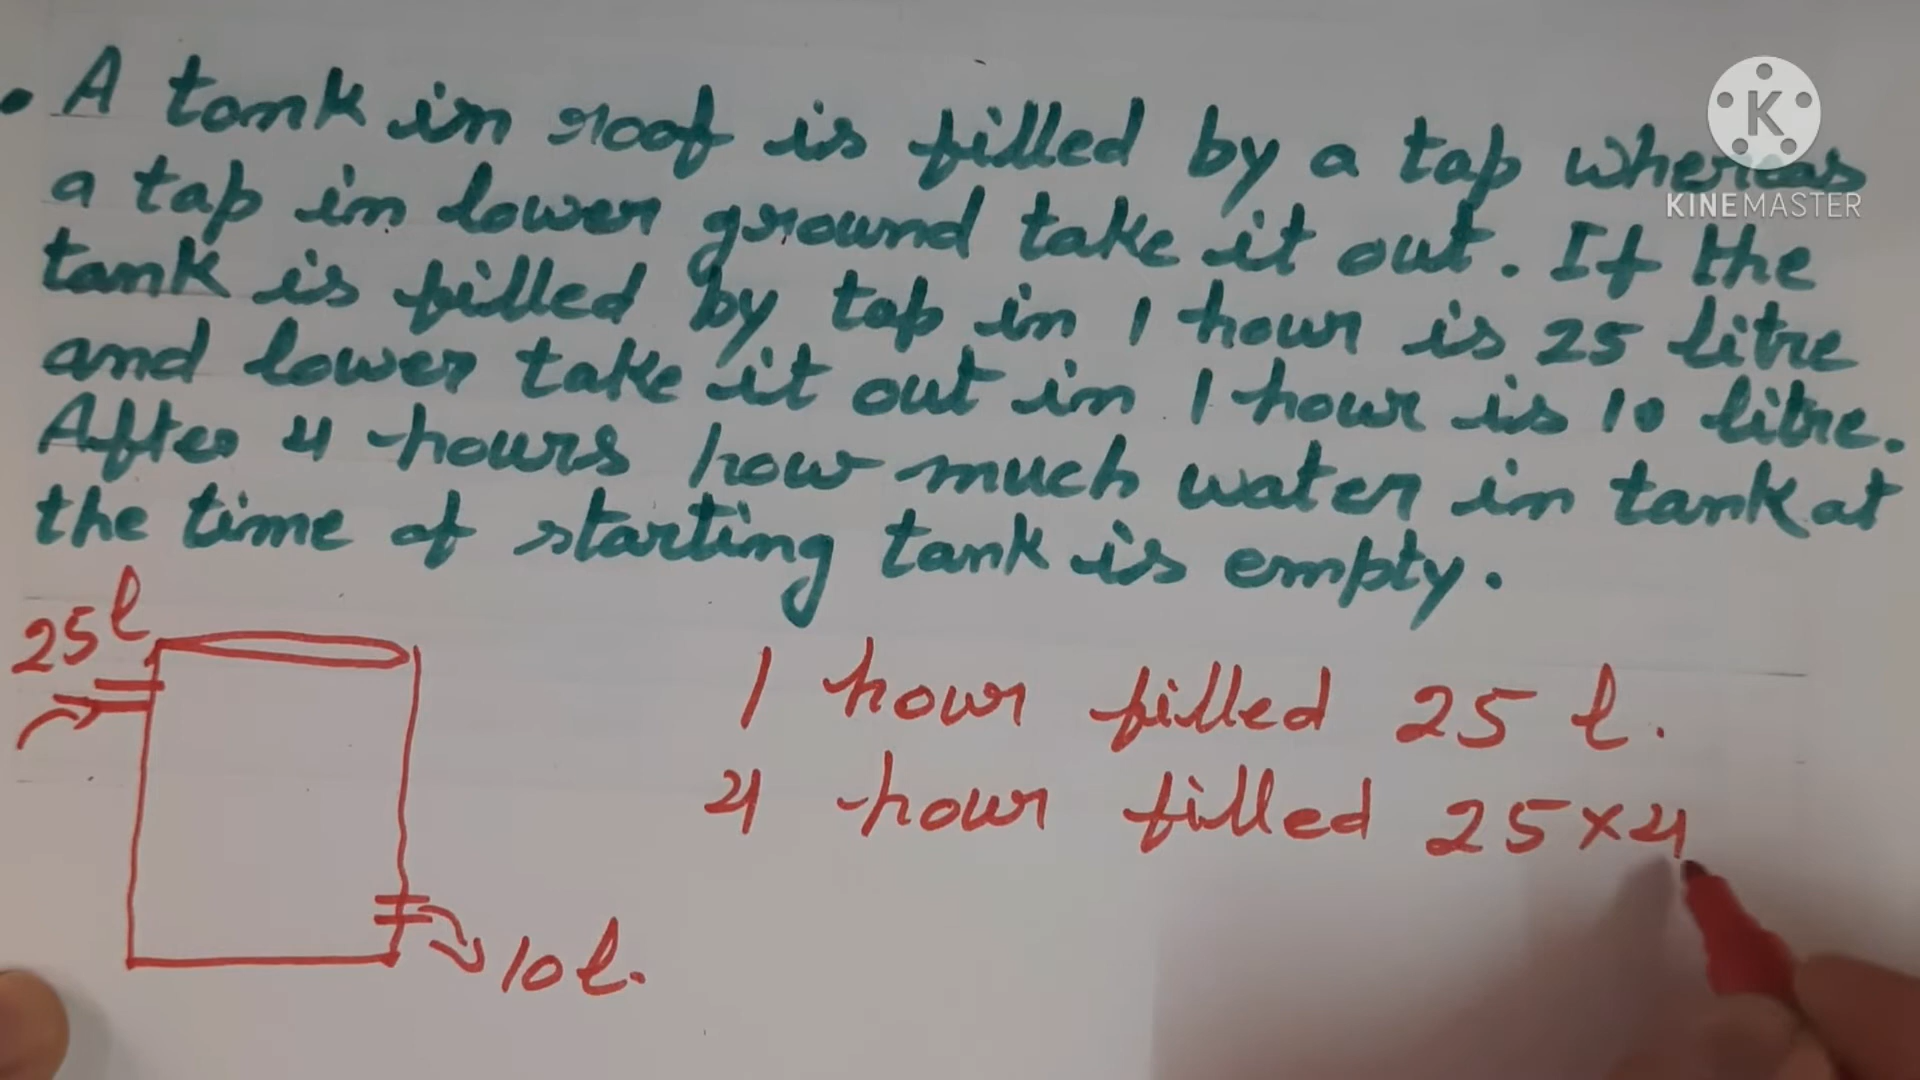 . A tank in roof is filled by a tap whereas
a tap in lower ground take it out. If the
tank is filled by tap in 1 hour is 25 litre
and lower take it out in 1 hour is 10 litre.
After 4 hours how much water in tank at
the time of starting tank is empty.
K
KINEMASTER
25 l
1 hour filled 25 l.
4 hour filled 25×4
10 l.